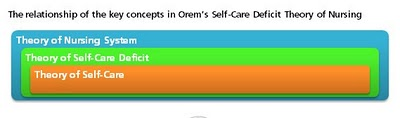 The relationship of the key concepts in Orem's Self-Care Deficit Theory of Nursing
Theory of Nursing System
Theory of Self-Care Deficit
Theory of Self-Care